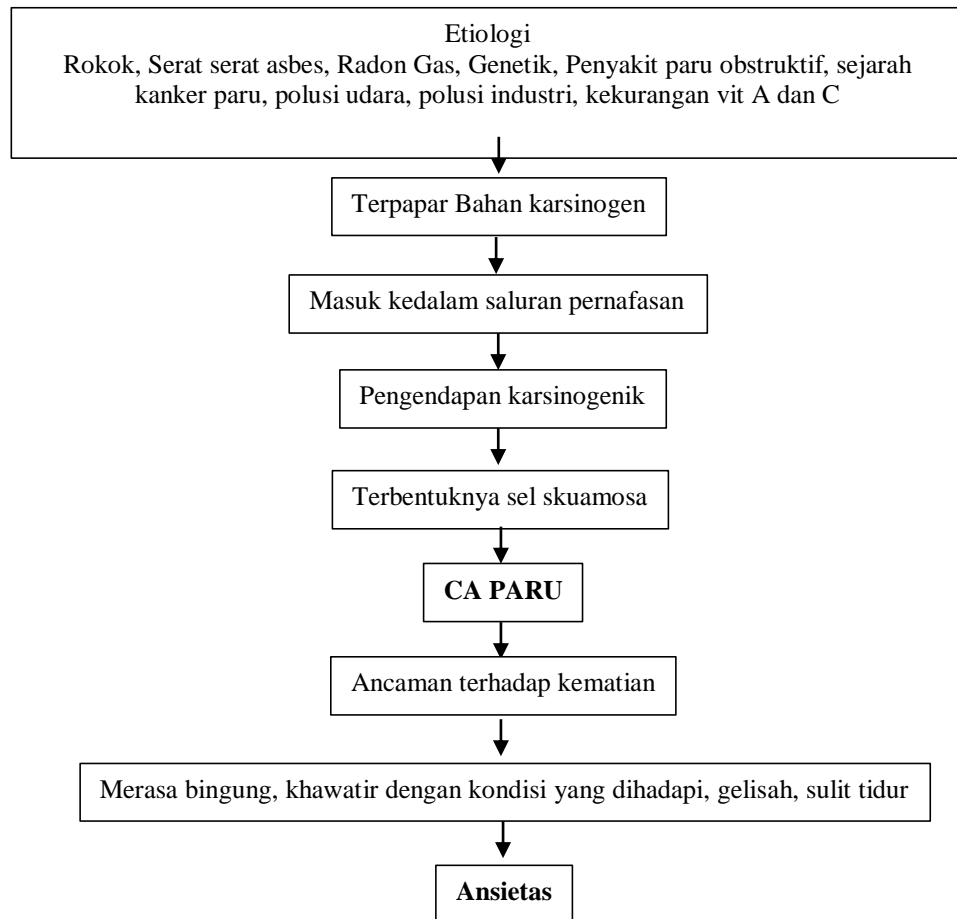 Etiologi
Rokok, Serat serat asbes, Radon Gas, Genetik, Penyakit paru obstruktif, sejarah
kanker paru, polusi udara, polusi industri, kekurangan vit A dan C
Terpapar Bahan karsinogen
Masuk kedalam saluran pernafasan
Pengendapan karsinogenik
Terbentuknya sel skuamosa
CA PARU
Ancaman terhadap kematian
Merasa bingung, khawatir dengan kondisi yang dihadapi, gelisah, sulit tidur
Ansietas